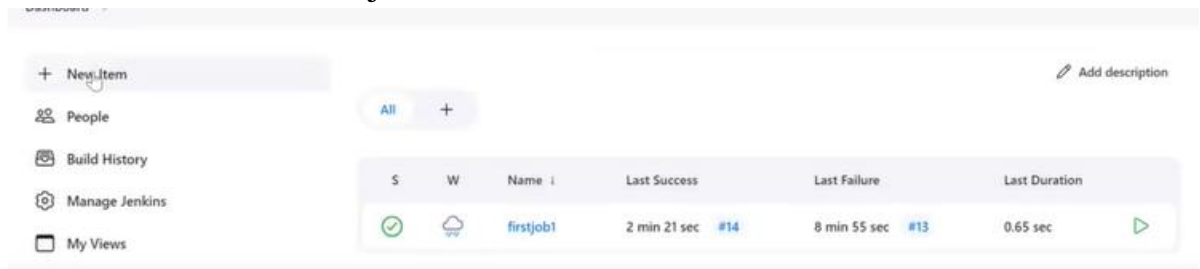 Dashboard
New Item
Add description
People
All +
Build History
S W Name ↓ Last Success Last Failure Last Duration
Manage Jenkins
firstjob1 2 min 21 sec #14 8 min 55 sec #13 0.65 sec
My Views